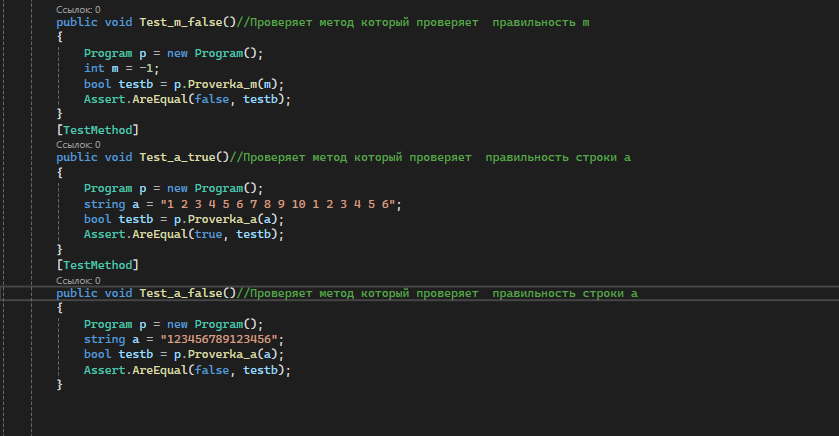 Ссылок: 0
public void Test_m_false()//Проверяет метод который проверяет  правильность m
{
Program p = new Program();
int m = -1;
bool testb = p.Proverka_m(m);
Assert.AreEqual(false, testb);
}
[TestMethod]
Ссылок: 0
public void Test_a_true()//Проверяет метод который проверяет  правильность строки a
{
Program p = new Program();
string a = "1 2 3 4 5 6 7 8 9 10 1 2 3 4 5 6";
bool testb = p.Proverka_a(a);
Assert.AreEqual(true, testb);
}
[TestMethod]
Ссылок: 0
public void Test_a_false()//Проверяет метод который проверяет  правильность строки a
{
Program p = new Program();
string a = "123456789123456";
bool testb = p.Proverka_a(a);
Assert.AreEqual(false, testb);
}